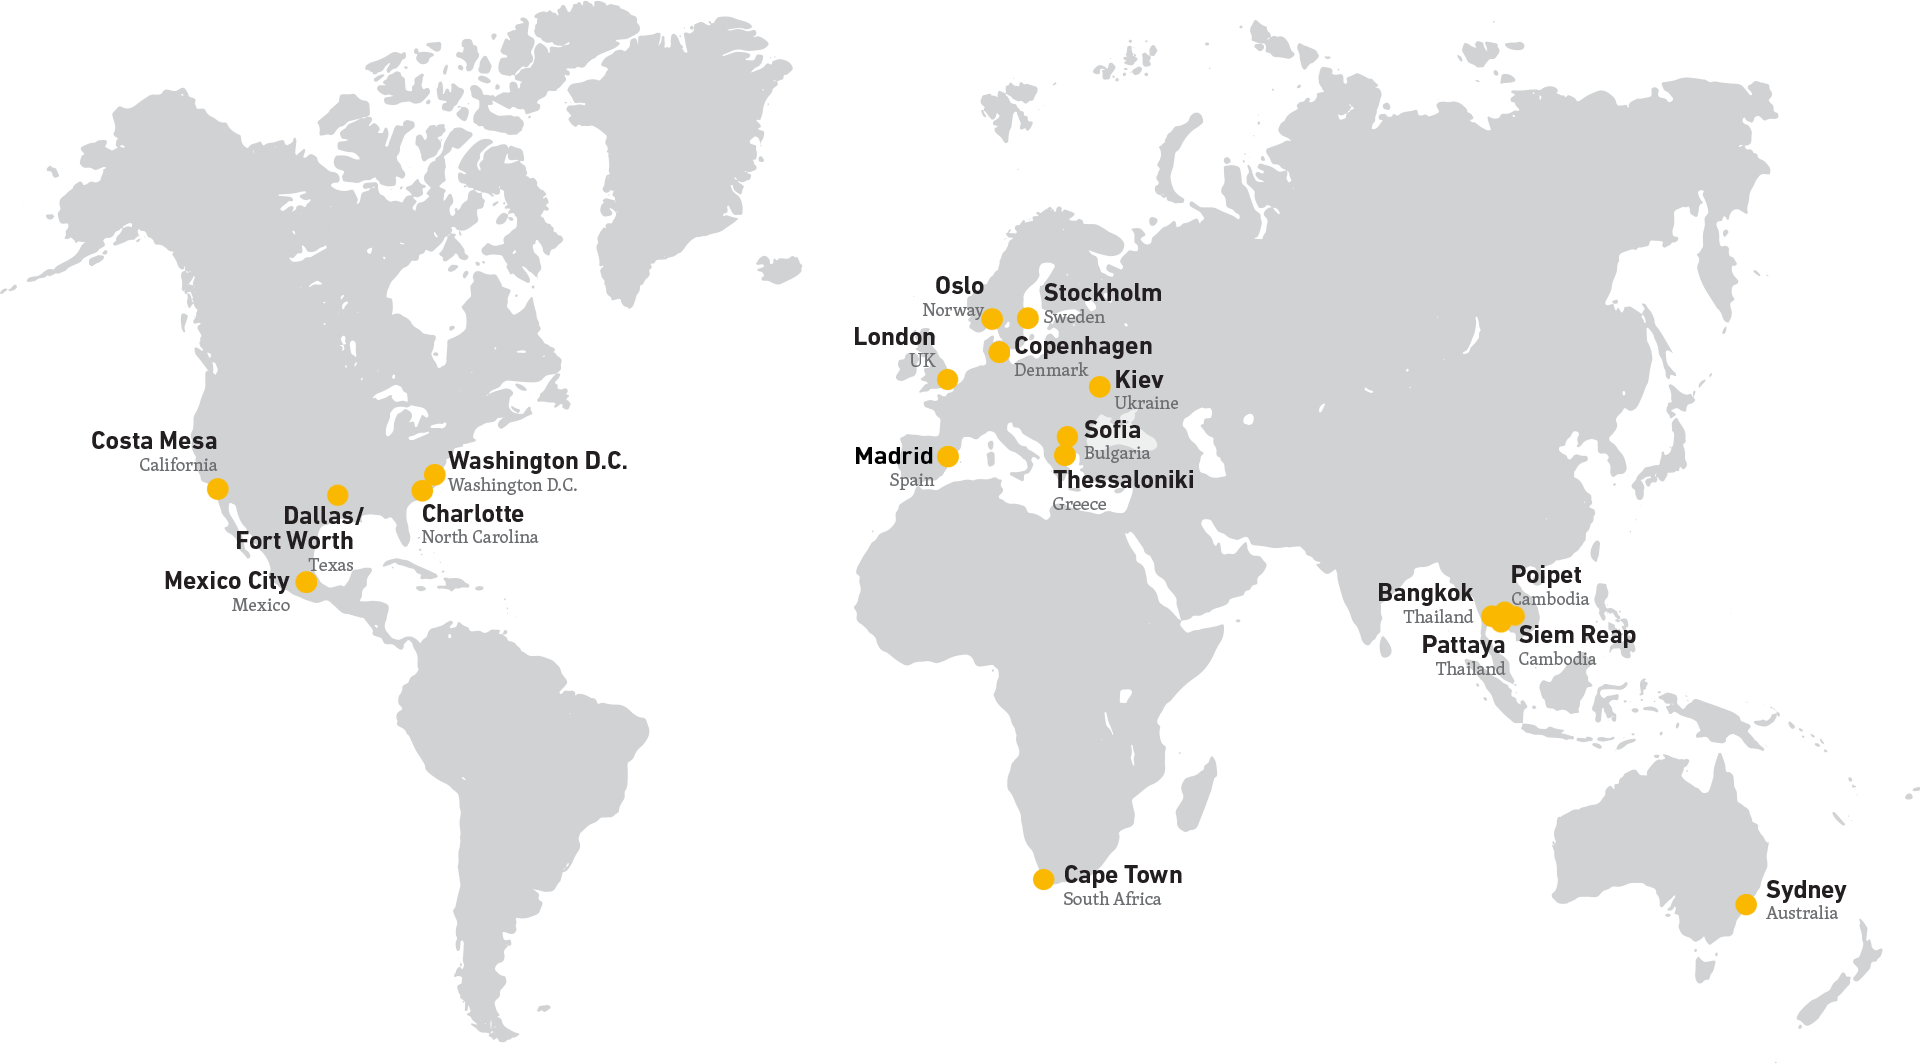 Oslo
Norway
Stockholm
Sweden
London
UK
Copenhagen
Denmark
Kiev
Ukraine
Costa Mesa
California
Washington D.C.
Washington D.C.
Madrid
Spain
Sofia
Bulgaria
Thessaloniki
Greece
Dallas/
Fort Worth
Texas
Charlotte
North Carolina
Mexico City
Mexico
Bangkok
Thailand
Poipet
Cambodia
Pattaya
Thailand
Siem Reap
Cambodia
Cape Town
South Africa
Sydney
Australia